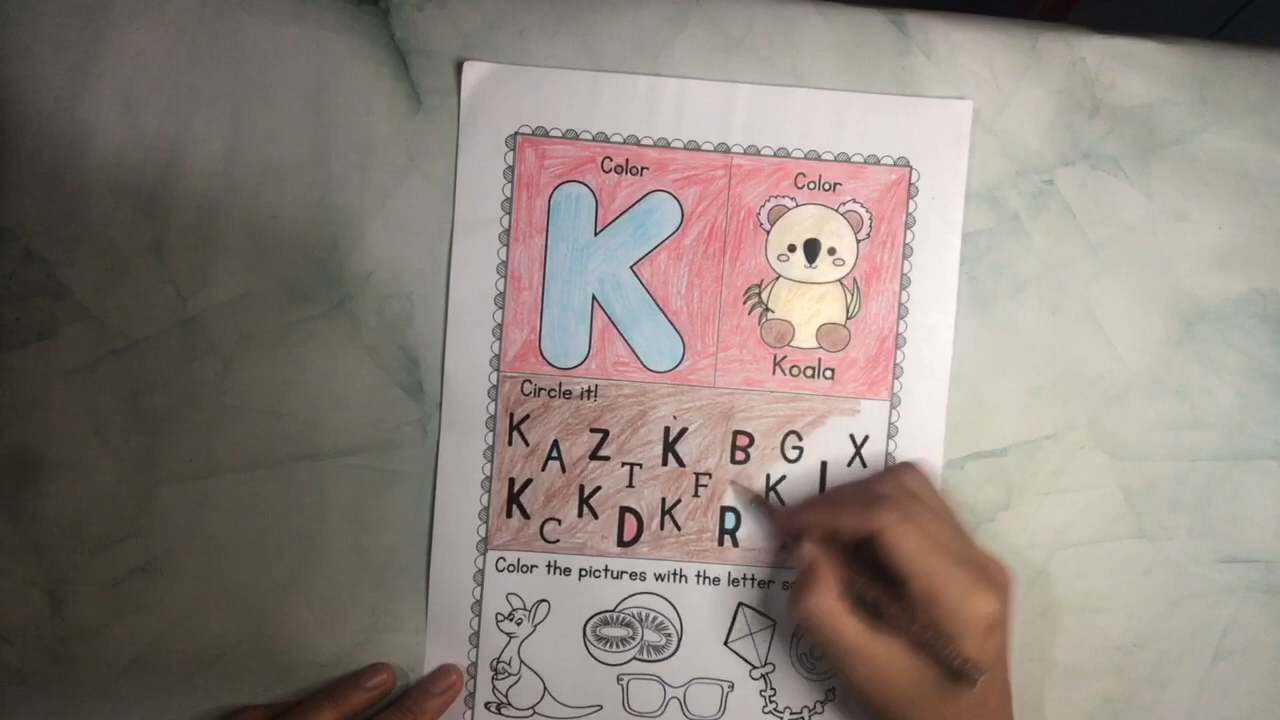 Color
K
Color
Koala
Circle it!
K A Z T K F B G K X
K C K D K R
Color the pictures with the letter